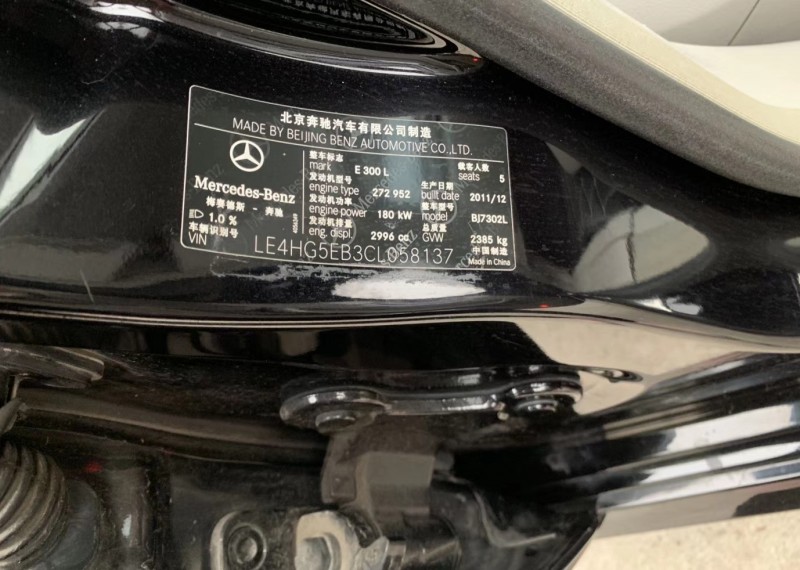 北京奔驰汽车有限公司制造
MADE BY BEIJING BENZ AUTOMOTIVE CO.,LTD.
Mercedes-Benz
梅赛德斯 - 奔驰
1.0 %
车辆识别号
VIN LE4HG5EB3CL058137
整车标志
mark E 300 L
发动机型号
engine type 272 952
发动机功率
engine power 180 kW
发动机排量
eng. displ 2996 cc
载客人数
seats 5
生产日期
built date 2011/12
整车型号
model BJ7302L
总质量
GVW 2385 kg
中国制造
Made in China